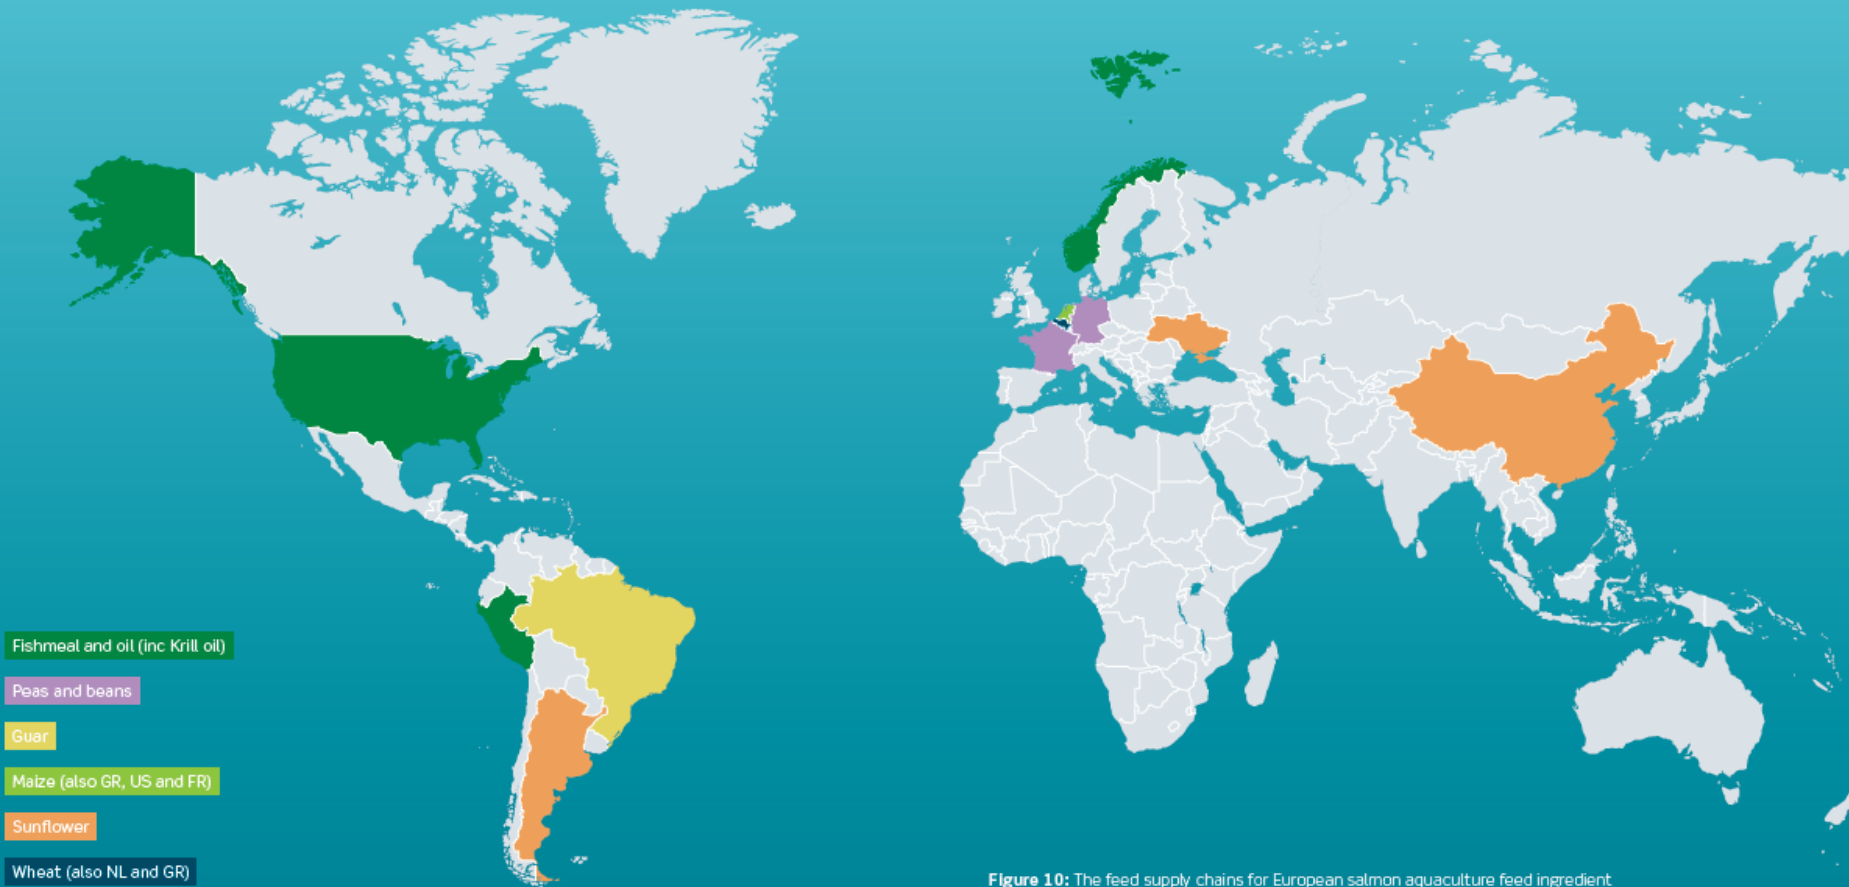 Fishmeal and oil (inc Krill oil)
Peas and beans
Guar
Maize (also GR, US and FR)
Sunflower
Wheat (also NL and GR)
Figure 10: The feed supply chains for European salmon aquaculture feed ingredient